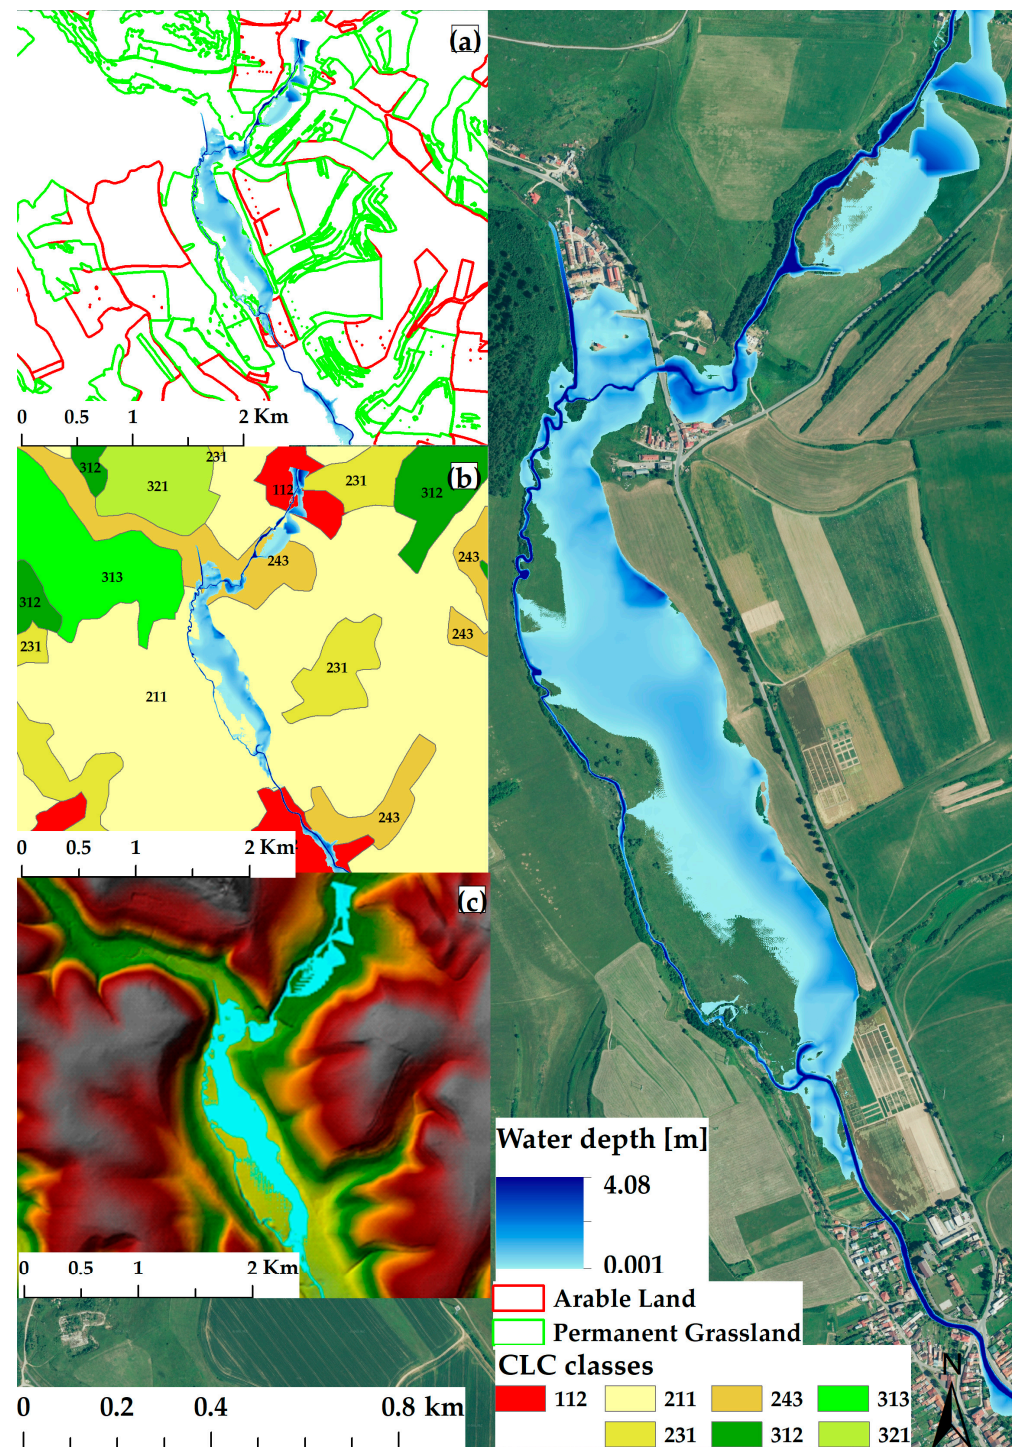 (a)
0 0.5 1 2 Km
231
312
321
112
231
312
(b)
313
243
243
312
231
231
243
211
243
0 0.5 1 2 Km
(c)
0 0.5 1 2 Km
Water depth [m]
4.08
0.001
Arable Land
Permanent Grassland
CLC classes
112 211 243 313
231 312 321
N
0 0.2 0.4 0.8 km